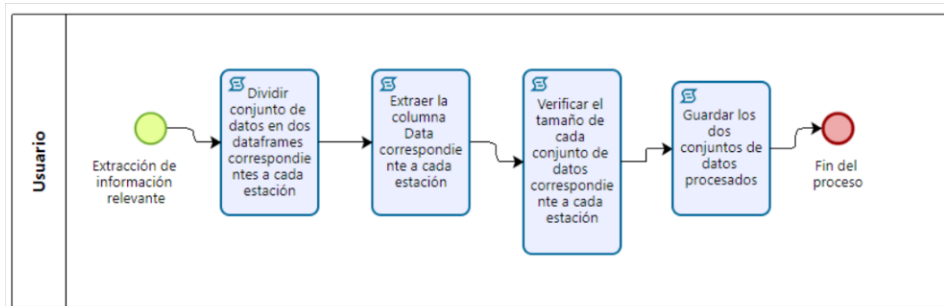 Usuario
Extracción de
información
relevante
Dividir
conjunto de
datos en dos
dataframes
correspondie
ntes a cada
estación
Extraer la
columna
Data
correspondie
nte a cada
estación
Verificar el
tamaño de
cada
conjunto de
datos
correspondie
nte a cada
estación
Guardar los
dos
conjuntos de
datos
procesados
Fin del
proceso